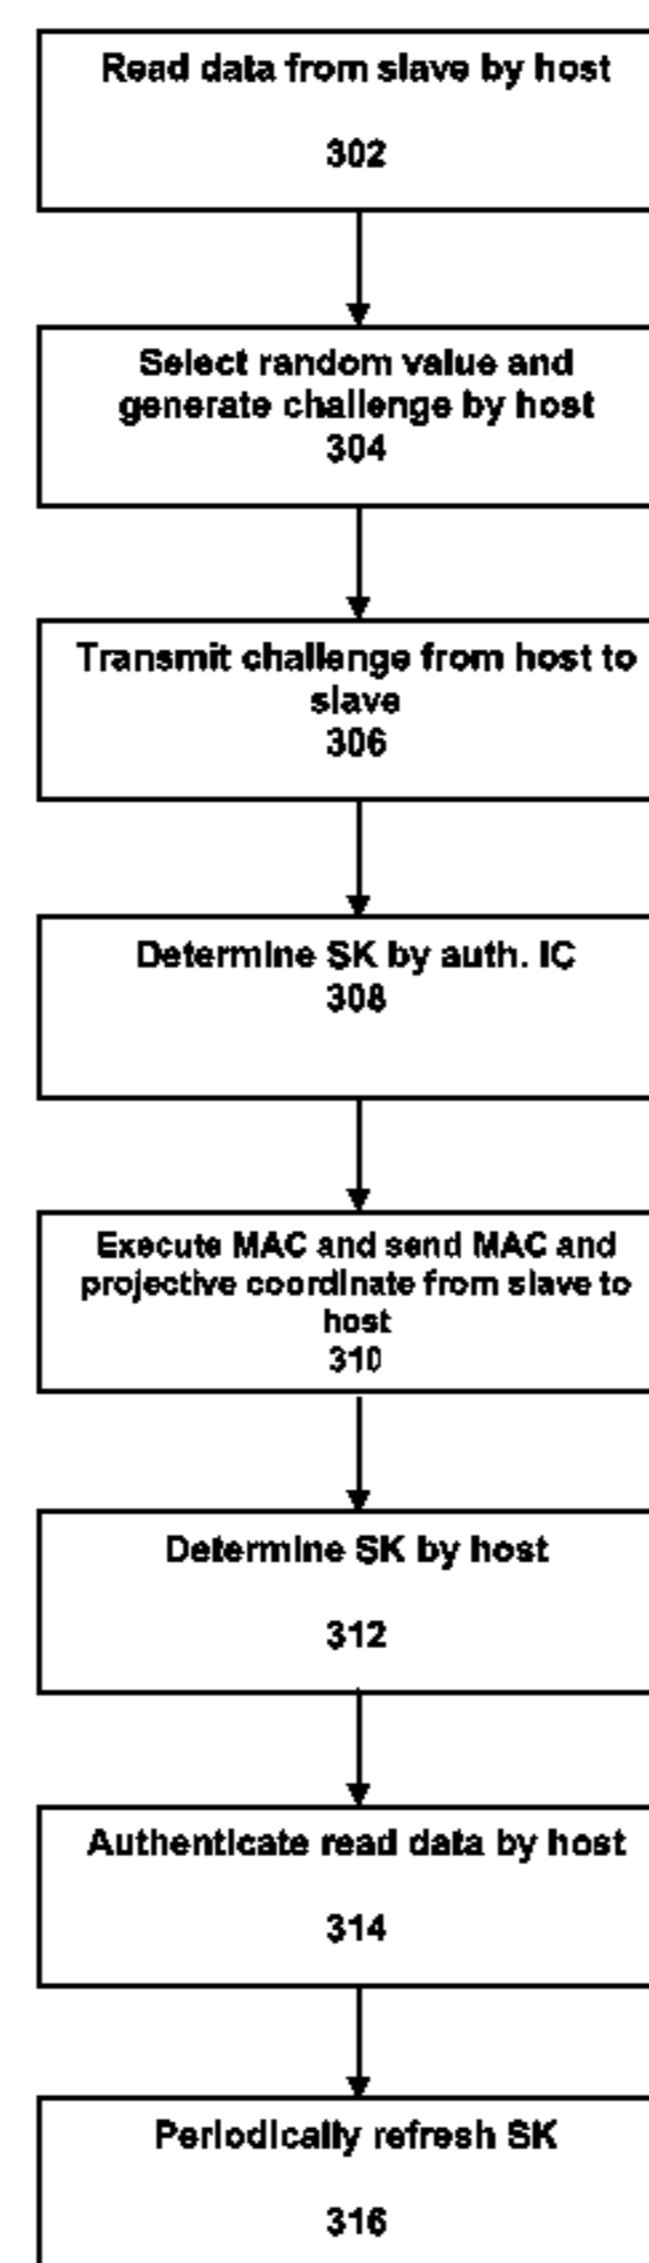 Read data from slave by host
302
Select random value and
generate challenge by host
304
Transmit challenge from host to
slave
306
Determine SK by auth. IC
308
Execute MAC and send MAC and
projective coordinate from slave to
host
310
Determine SK by host
312
Authenticate read data by host
314
Periodically refresh SK
316